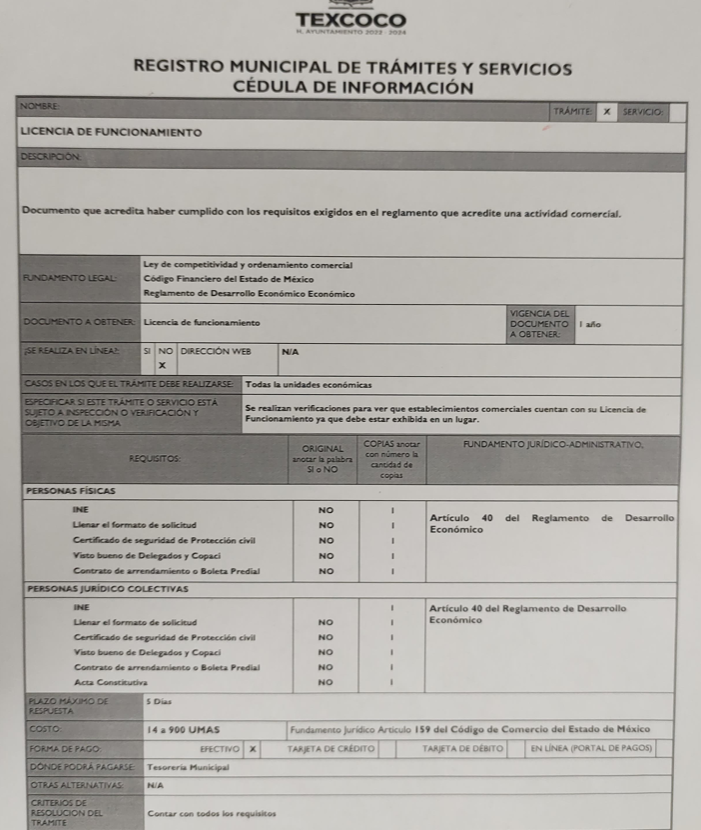 TEXCOCO
H. AYUNTAMIENTO 2022 - 2024
REGISTRO MUNICIPAL DE TRÁMITES Y SERVICIOS
CÉDULA DE INFORMACIÓN
NOMBRE: TRÁMITE: X SERVICIO:
LICENCIA DE FUNCIONAMIENTO
DESCRIPCIÓN:
Documento que acredita haber cumplido con los requisitos exigidos en el reglamento que acredite una actividad comercial.
FUNDAMENTO LEGAL:
Ley de competitividad y ordenamiento comercial
Código Financiero del Estado de México
Reglamento de Desarrollo Económico Económico
DOCUMENTO A OBTENER: Licencia de funcionamiento
VIGENCIA DEL
DOCUMENTO
A OBTENER:
1 año
¿SE REALIZA EN LÍNEA?: SI NO DIRECCIÓN WEB N/A
X
CASOS EN LOS QUE EL TRÁMITE DEBE REALIZARSE: Todas la unidades económicas
ESPECIFICAR SI ESTE TRÁMITE O SERVICIO ESTÁ
SUJETO A INSPECCIÓN O VERIFICACIÓN Y
OBJETIVO DE LA MISMA
Se realizan verificaciones para ver que establecimientos comerciales cuentan con su Licencia de
Funcionamiento ya que debe estar exhibida en un lugar.
REQUISITOS:
ORIGINAL
anotar la palabra
SI o NO
COPIAS anotar
con número la
cantidad de
copias
FUNDAMENTO JURÍDICO-ADMINISTRATIVO.
PERSONAS FÍSICAS
INE NO 1
Llenar el formato de solicitud NO 1
Certificado de seguridad de Protección civil NO 1
Visto bueno de Delegados y Copaci NO 1
Contrato de arrendamiento o Boleta Predial NO 1
Artículo 40 del Reglamento de Desarrollo
Económico
PERSONAS JURÍDICO COLECTIVAS
INE 1
Llenar el formato de solicitud NO 1
Certificado de seguridad de Protección civil NO 1
Visto bueno de Delegados y Copaci NO 1
Contrato de arrendamiento o Boleta Predial NO 1
Acta Constitutiva NO 1
Artículo 40 del Reglamento de Desarrollo
Económico
PLAZO MÁXIMO DE
RESPUESTA
5 Días
COSTO: 14 a 900 UMAS Fundamento jurídico Artículo 159 del Código de Comercio del Estado de México
FORMA DE PAGO: EFECTIVO X TARJETA DE CRÉDITO TARJETA DE DÉBITO EN LÍNEA (PORTAL DE PAGOS)
DÓNDE PODRÁ PAGARSE: Tesorería Municipal
OTRAS ALTERNATIVAS: N/A
CRITERIOS DE
RESOLUCIÓN DEL
TRÁMITE
Contar con todos los requisitos